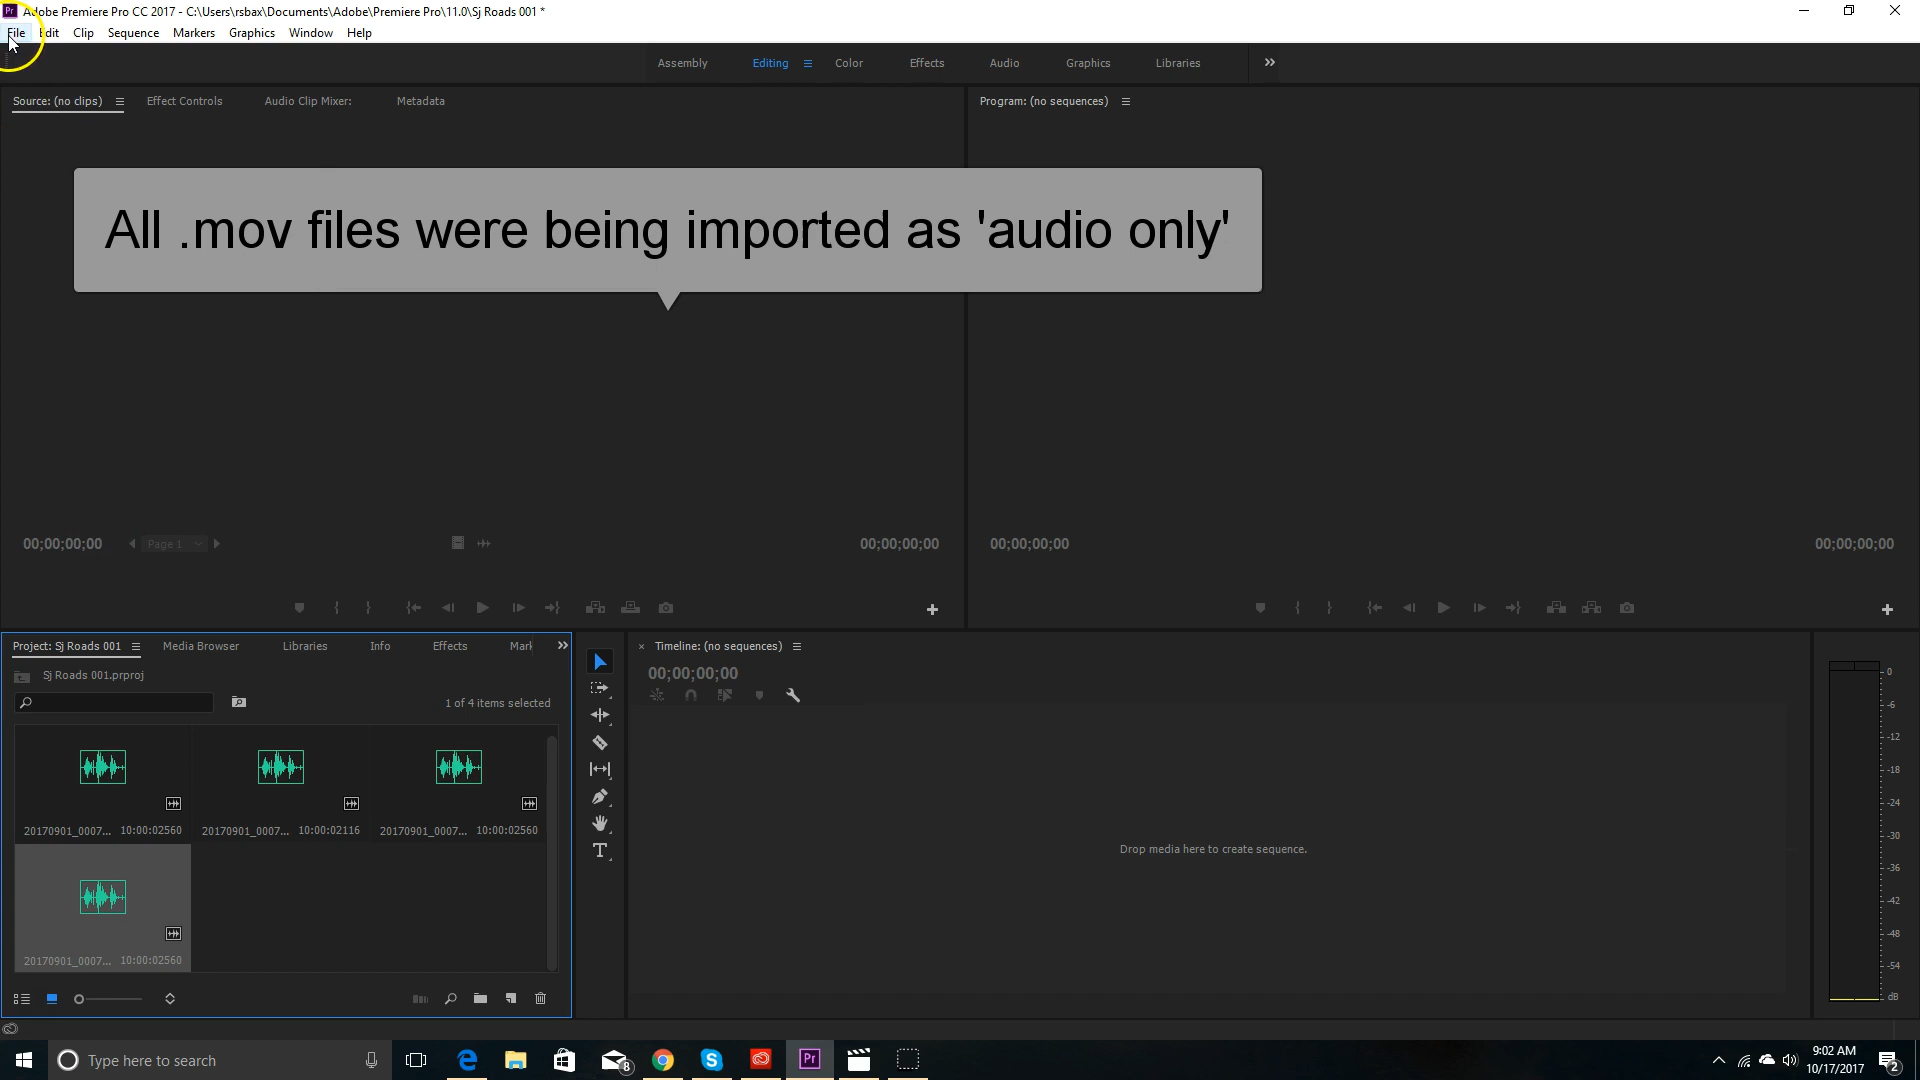 Adobe Premiere Pro CC 2017 - C:\Users\rsbax\Documents\Adobe\Premiere Pro\11.0\Sj Roads 001 *
File Edit Clip Sequence Markers Graphics Window Help
Assembly Editing Color Effects Audio Graphics Libraries
Source: (no clips) Effect Controls Audio Clip Mixer: Metadata
Program: (no sequences)
All .mov files were being imported as 'audio only'
00;00;00;00 Page 1 00;00;00;00
00;00;00;00 00;00;00;00
Project: Sj Roads 001 Media Browser Libraries Info Effects Mark
Sj Roads 001.prproj
1 of 4 items selected
20170901_0007... 10:00:02560 20170901_0007... 10:00:02116 20170901_0007... 10:00:02560
20170901_0007... 10:00:02560
Timeline: (no sequences)
00;00;00;00
Drop media here to create sequence.
0
-6
-12
-18
-24
-30
-36
-42
-48
-54
dB
Type here to search
8
Pr
9:02 AM
10/17/2017
2